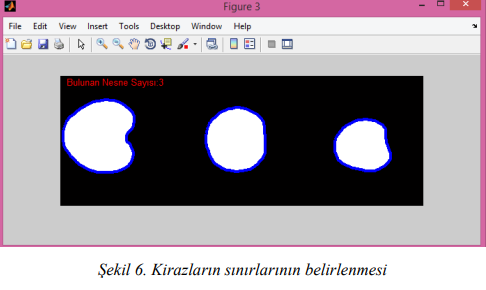 Figure 3
File Edit View Insert Tools Desktop Window Help
Bulunan Nesne Sayısı:3
Şekil 6. Kirazların sınırlarının belirlenmesi